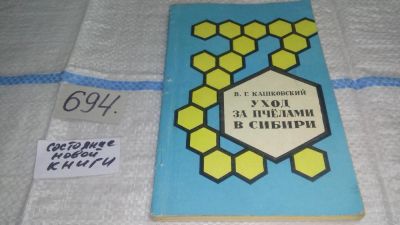 694.
состояние
новой
книги
В. Г. КАШКОВСКИЙ
УХОД
ЗА ПЧЁЛАМИ
В СИБИРИ